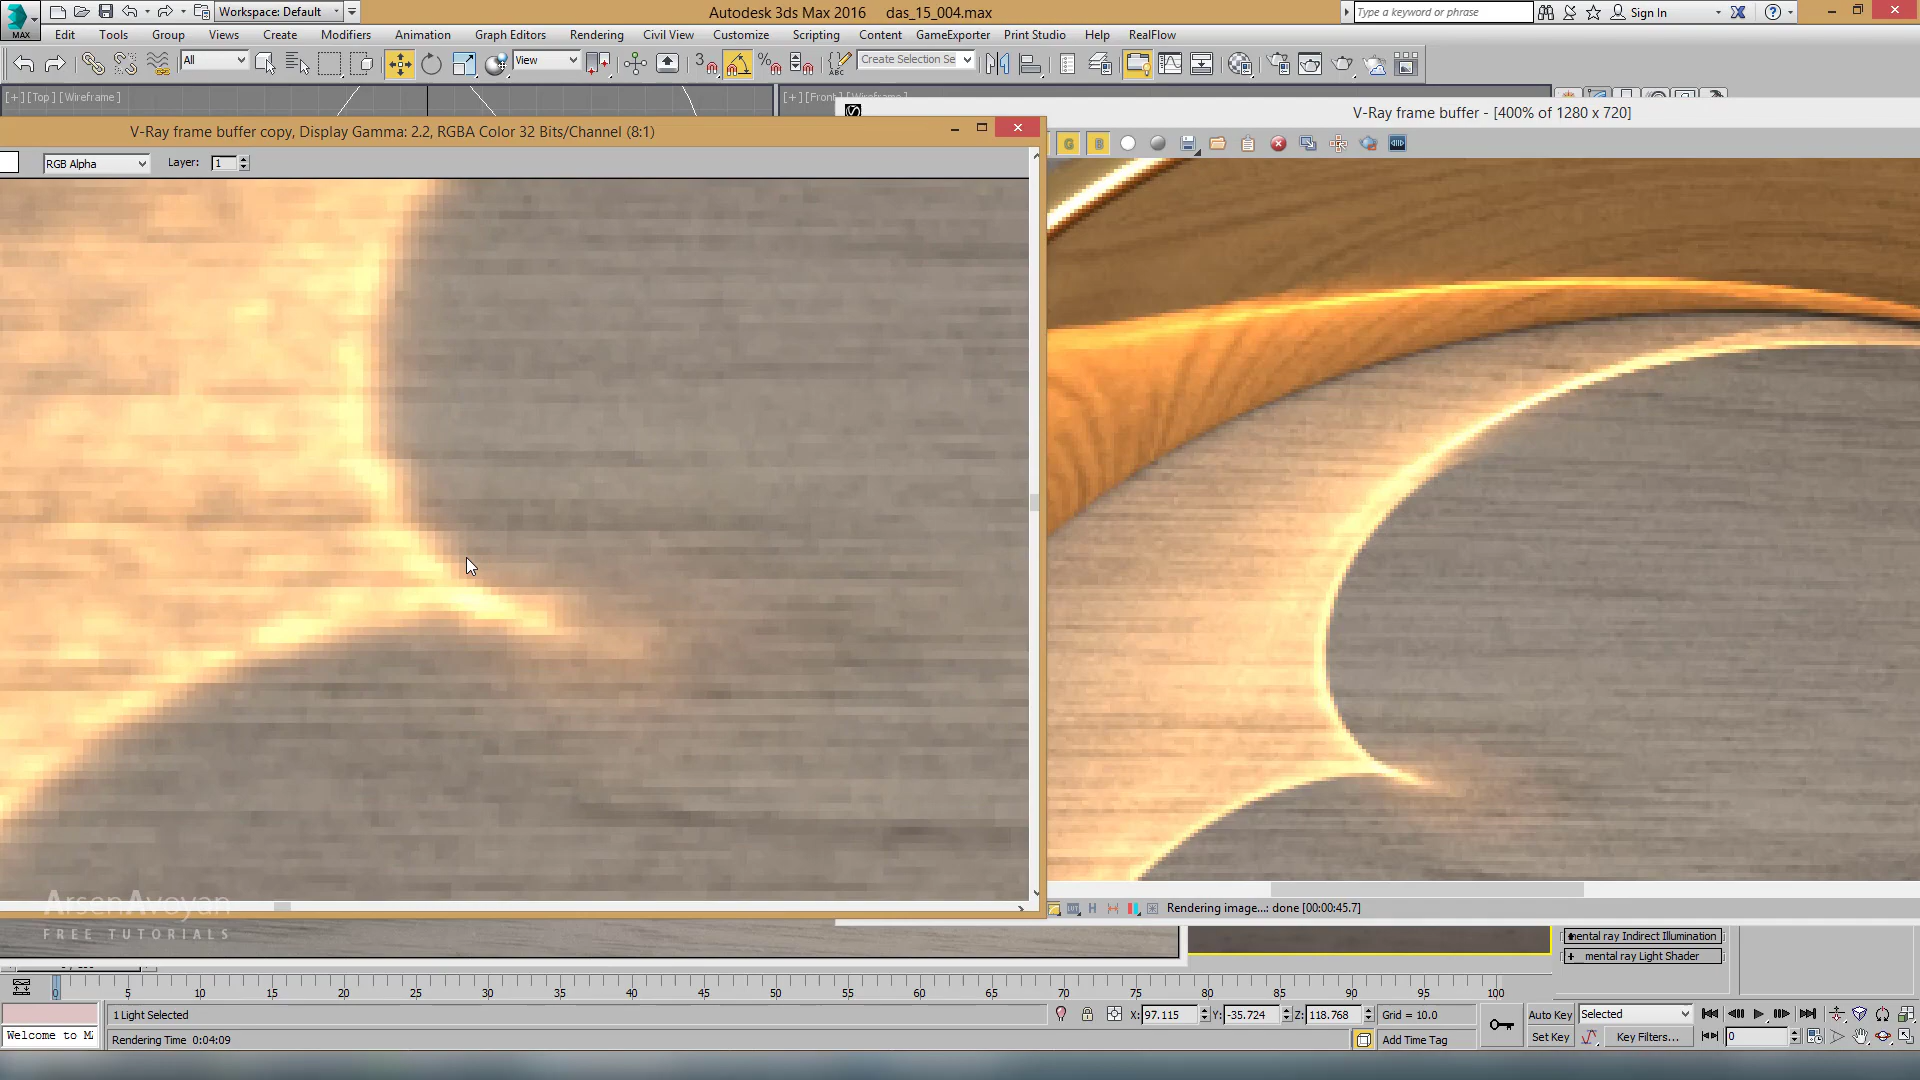 Workspace: Default
Autodesk 3ds Max 2016 das_15_004.max
Type a keyword or phrase
Sign In
MAX
Edit Tools Group Views Create Modifiers Animation Graph Editors Rendering Civil View Customize Scripting Content GameExporter Print Studio Help RealFlow
All
View
3
ABC
Create Selection Se
[+] [Top] [Wireframe]
[+] [Front] [Wireframe]
V-Ray frame buffer - [400% of 1280 x 720]
V-Ray frame buffer copy, Display Gamma: 2.2, RGBA Color 32 Bits/Channel (8:1)
G B
RGB Alpha
Layer: 1
ArsenAvoyan
FREE TUTORIALS
H
Rendering image...: done [00:00:45.7]
mental ray Indirect Illumination
+ mental ray Light Shader
0 5 10 15 20 25 30 35 40 45 50 55 60 65 70 75 80 85 90 95 100
1 Light Selected
X: 97.115 Y: -35.724 Z: 118.768 Grid = 10.0
Auto Key Selected
Welcome to M
Rendering Time 0:04:09
Add Time Tag
Set Key Key Filters... 0